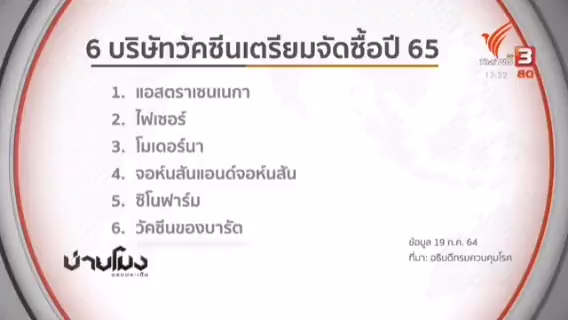 6 บริษัทวัคซีนเตรียมจัดซื้อปี 65
Thai PBS 3
13:32 สด
1. แอสตราเซนเนกา
2. ไฟเซอร์
3. โมเดอร์นา
4. จอห์นสันแอนด์จอห์นสัน
5. ซิโนฟาร์ม
6. วัคซีนของบารัต
บ่ายโมง
ข้อมูล 19 ก.ค. 64
ที่มา: อธิบดีกรมควบคุมโรค